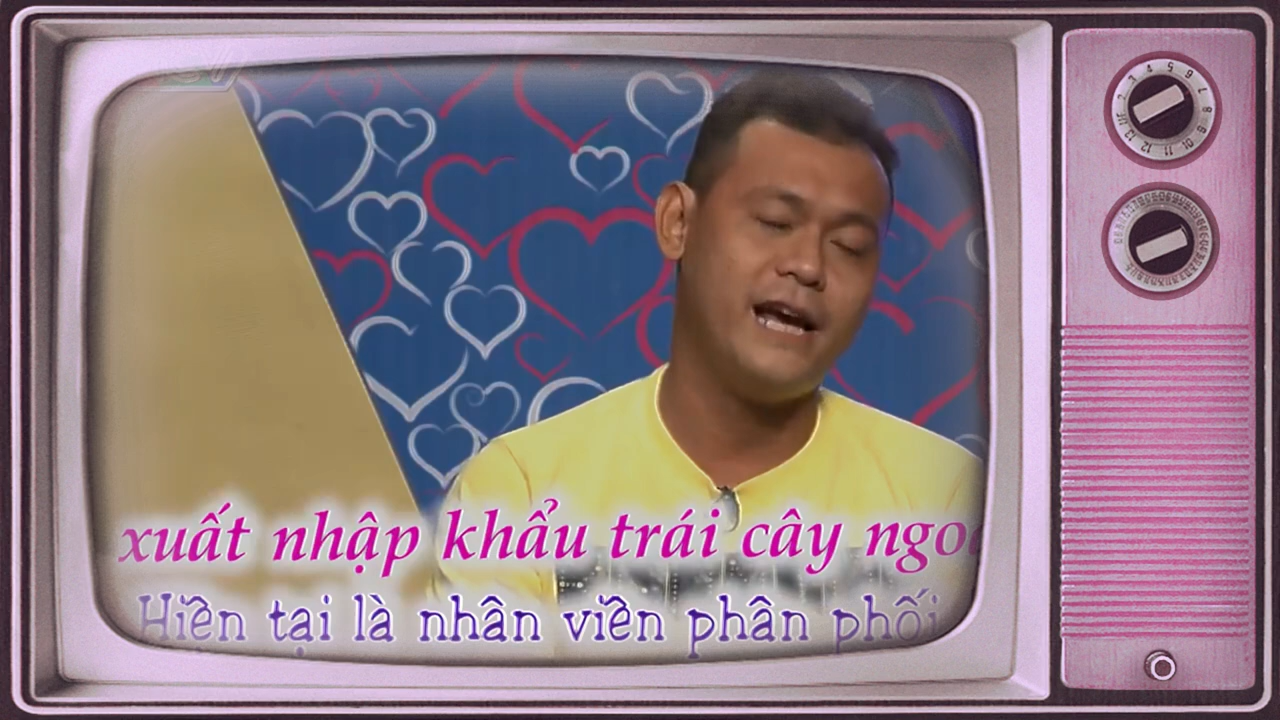 xuất nhập khẩu trái cây
Hiện tại là nhân viên phân phối